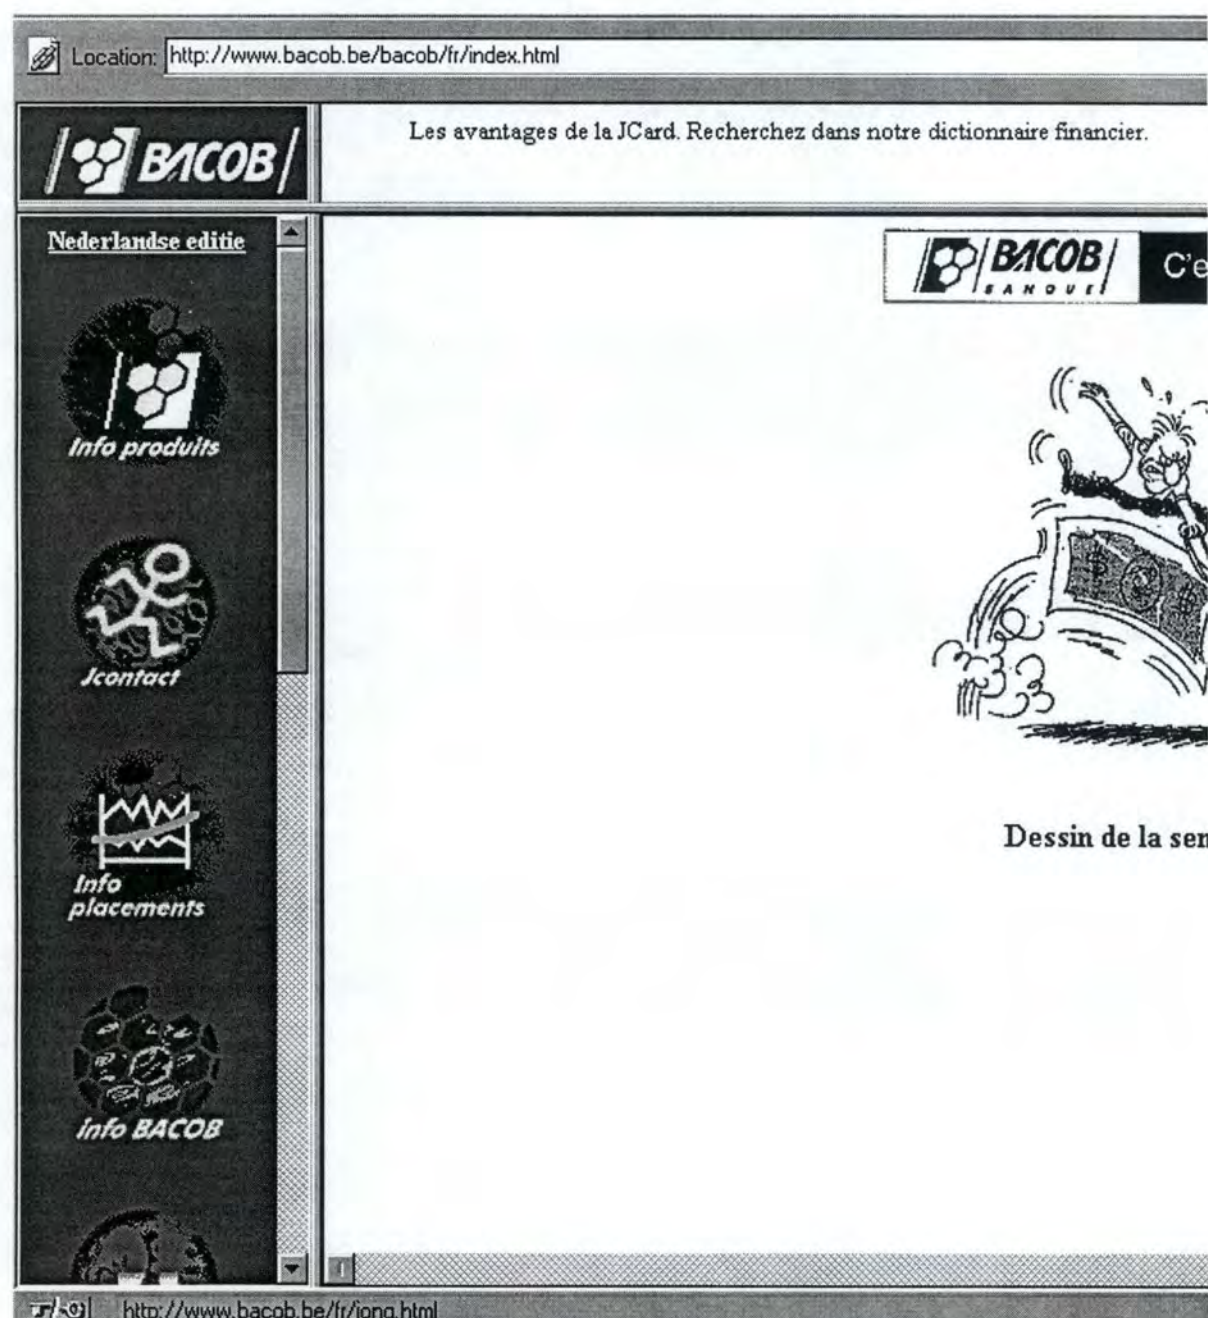 Location: http://www.bacob.be/bacob/fr/index.html
BACOB
Les avantages de la JCard. Recherchez dans notre dictionnaire financier.
Nederlandse editie
Info produits
Jcontact
Info
placements
info BACOB
BACOB
BANQUE
C'e
$ $
Dessin de la sem
http://www.bacob.be/fr/jong.html